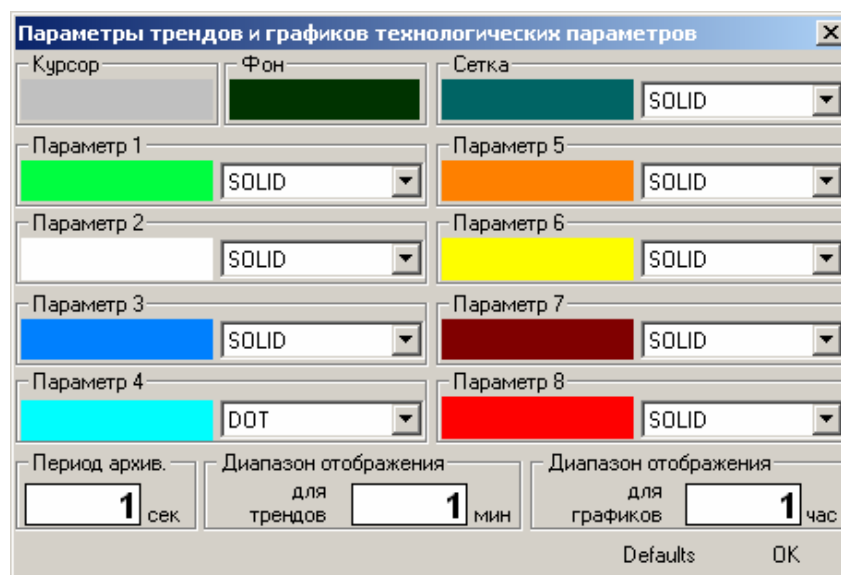 Параметры трендов и графиков технологических параметров
Курсор Фон Сетка
SOLID
Параметр 1 Параметр 5
SOLID SOLID
Параметр 2 Параметр 6
SOLID SOLID
Параметр 3 Параметр 7
SOLID SOLID
Параметр 4 Параметр 8
DOT SOLID
Период архив. Диапазон отображения Диапазон отображения
1 сек для трендов 1 мин для графиков 1 час
Defaults OK